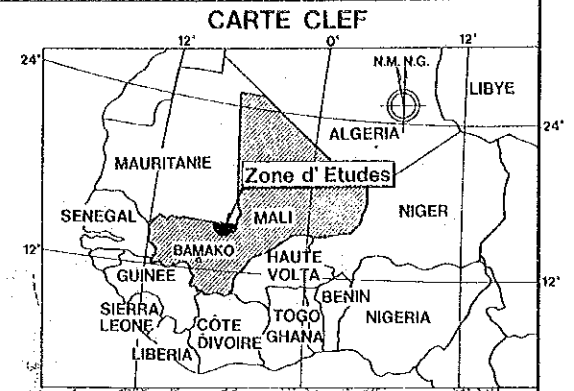 CARTE CLEF
12° 0° 12°
24°
N.M. N.G.
LIBYE
ALGERIA
24°
MAURITANIE
Zone d' Etudes
SENEGAL
MALI
NIGER
BAMAKO
12°
HAUTE
VOLTA
GUINEE
12°
BENIN
SIERRA
LEONE
CÔTE
D'IVOIRE
TOGO
GHANA
NIGERIA
LIBERIA